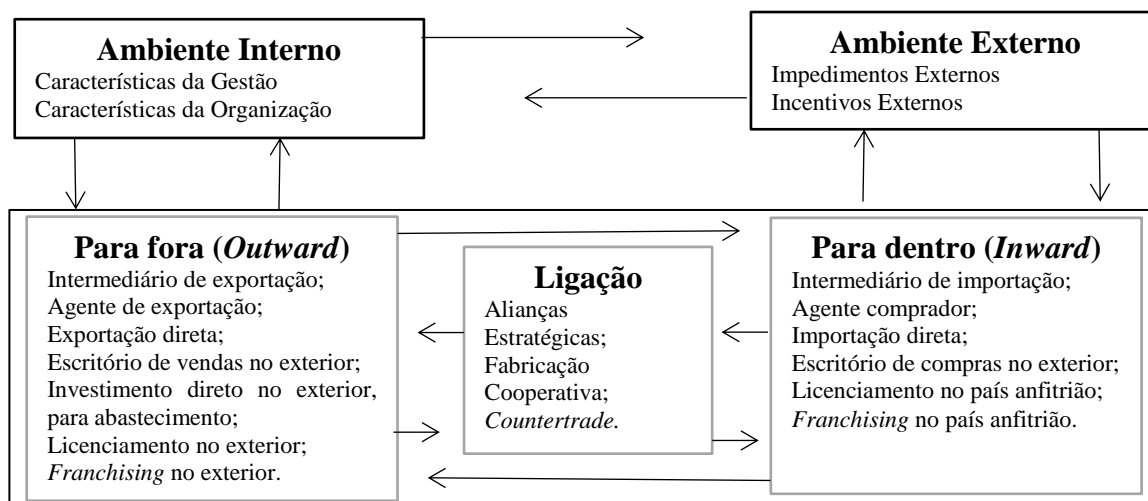 Ambiente Interno
Características da Gestão
Características da Organização
Ambiente Externo
Impedimentos Externos
Incentivos Externos
Para fora (Outward)
Intermediário de exportação;
Agente de exportação;
Exportação direta;
Escritório de vendas no exterior;
Investimento direto no exterior,
para abastecimento;
Licenciamento no exterior;
Franchising no exterior.
Ligação
Alianças
Estratégicas;
Fabricação
Cooperativa;
Countertrade.
Para dentro (Inward)
Intermediário de importação;
Agente comprador;
Importação direta;
Escritório de compras no exterior;
Licenciamento no país anfitrião;
Franchising no país anfitrião.